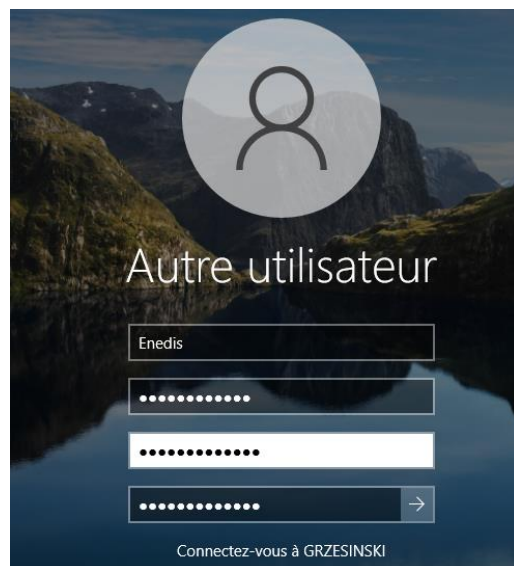 Autre utilisateur
Enedis
••••••••••••
•••••••••••••
•••••••••••••
Connectez-vous à GRZESINSKI